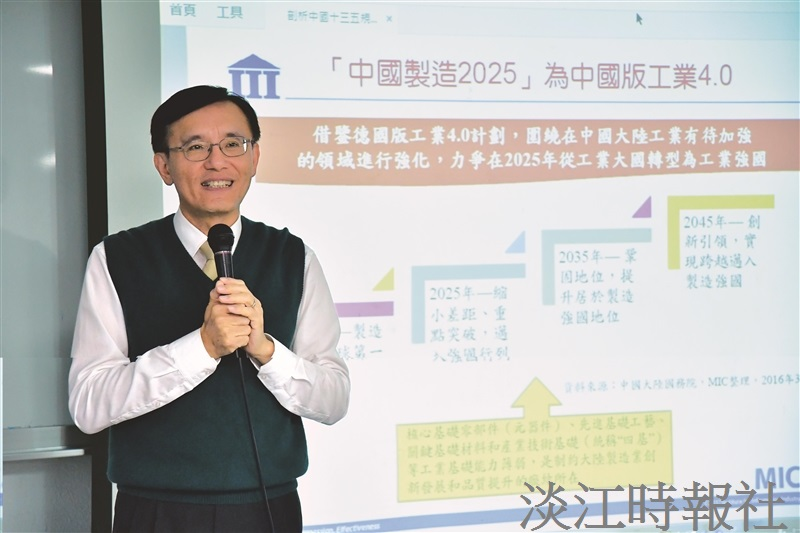 首頁 工具
剖析中國十三五規... ×
「中國製造2025」為中國版工業4.0
借鑒德國版工業4.0計劃，圍繞在中國大陸工業有待加強
的領域進行強化，力爭在2025年從工業大國轉型為工業強國
2045年—創
新引領，實
現跨越邁入
製造強國
2035年—鞏
固地位，提
升居於製造
強國地位
2025年—縮
小差距、重
點突破，邁
入強國行列
—製造
球第一
資料來源：中國大陸國務院，MIC整理，2016年3
核心基礎零部件（元器件）、先進基礎工藝、
關鍵基礎材料和產業技術基礎（統稱"四基"）
等工業基礎能力薄弱，是制約大陸製造業創
新發展和品質提升
MIC
Effectiveness
淡江時報社